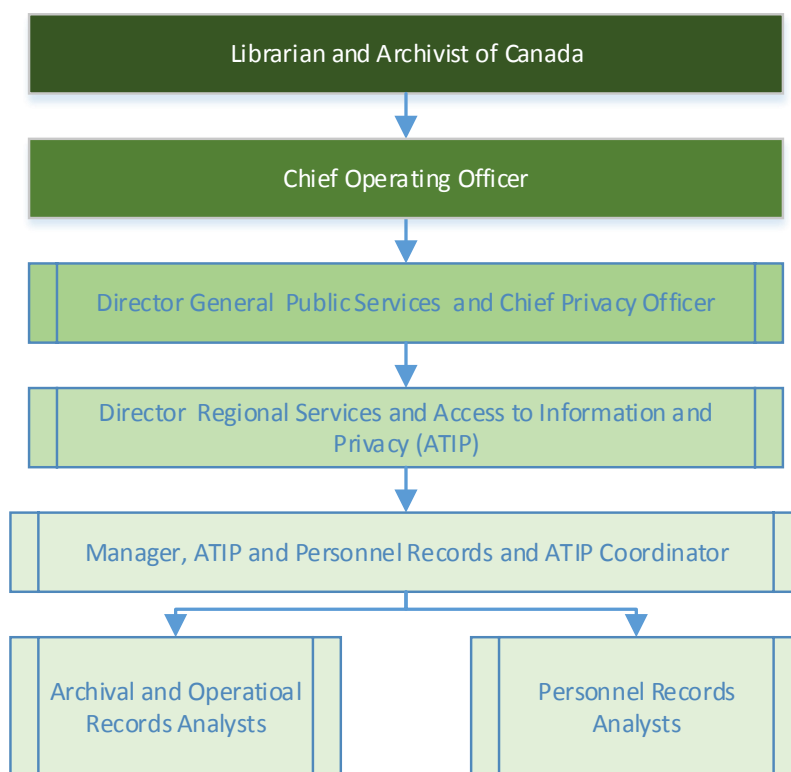 Librarian and Archivist of Canada
Chief Operating Officer
Director General Public Services and Chief Privacy Officer
Director Regional Services and Access to Information and
Privacy (ATIP)
Manager, ATIP and Personnel Records and ATIP Coordinator
Archival and Operatioal
Records Analysts
Personnel Records
Analysts